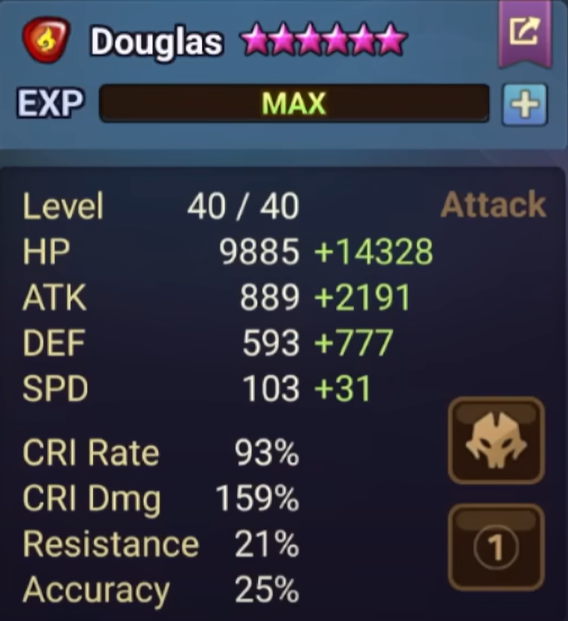 Douglas
EXP MAX
Level 40 / 40 Attack
HP 9885 +14328
ATK 889 +2191
DEF 593 +777
SPD 103 +31
CRI Rate 93%
CRI Dmg 159%
Resistance 21%
1
Accuracy 25%